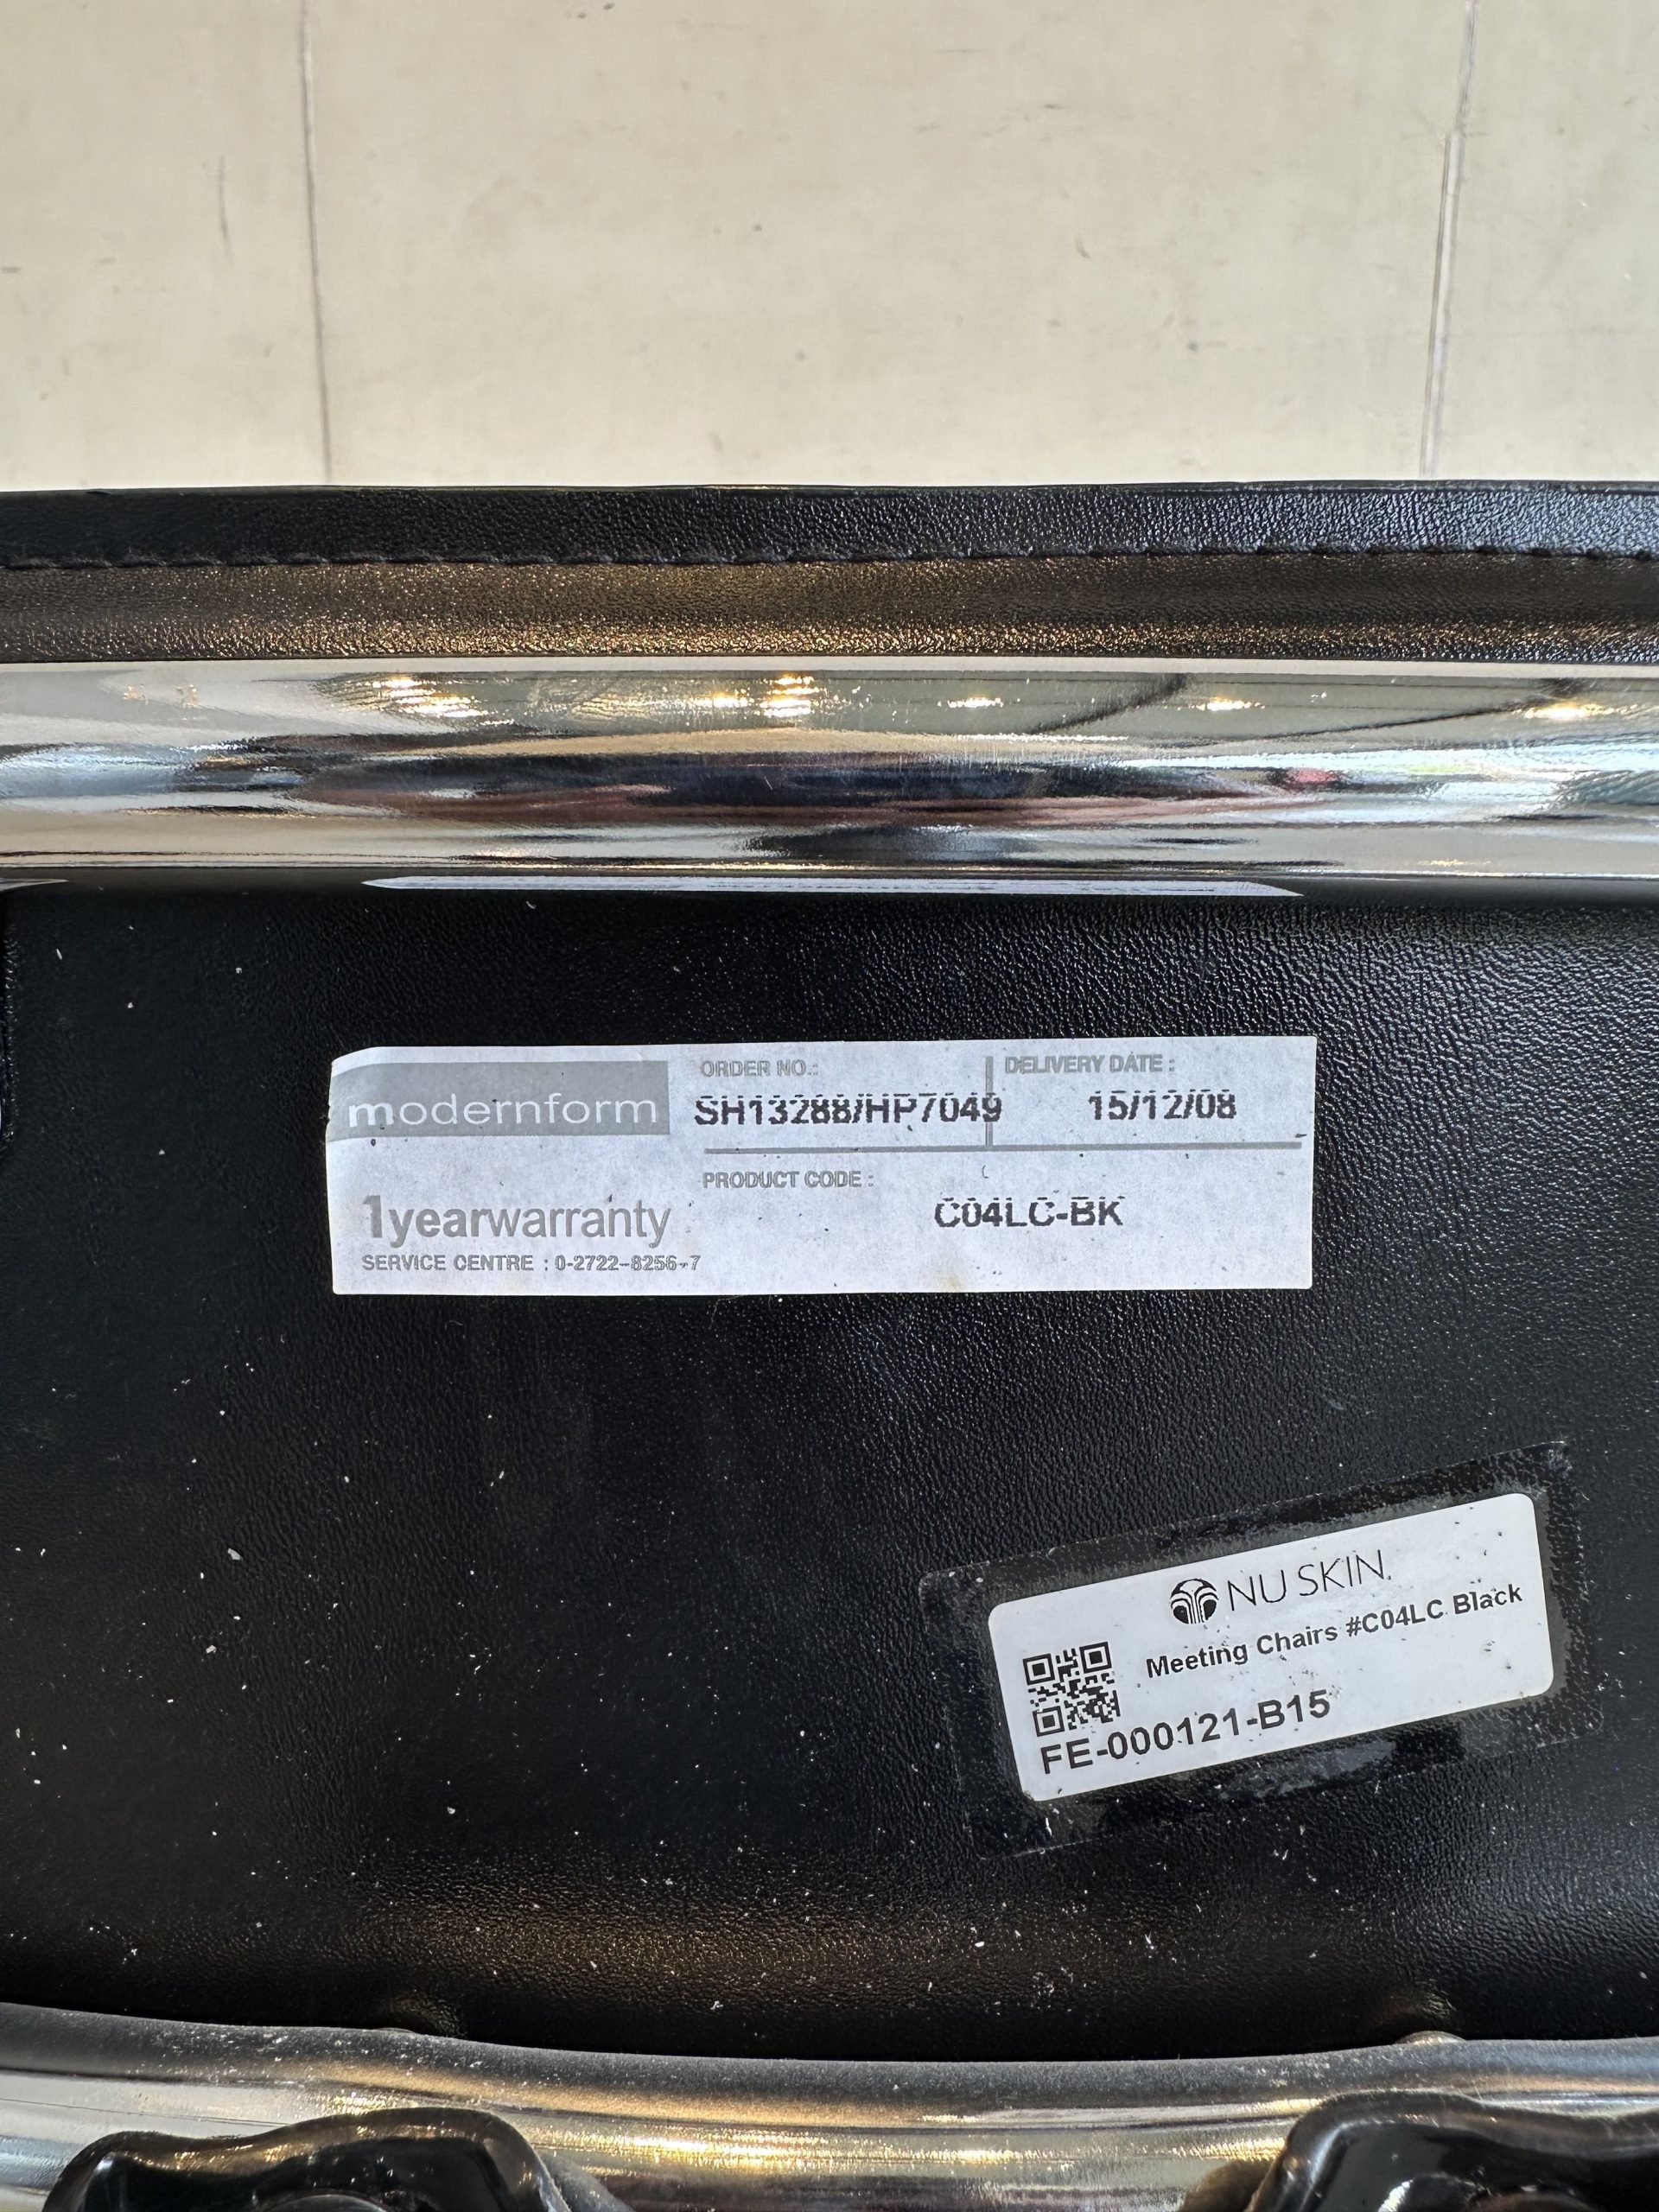 modernform
ORDER NO.:
SH13288/HP7049
DELIVERY DATE :
15/12/08
PRODUCT CODE :
C04LC-BK
1yearwarranty
SERVICE CENTRE : 0-2722-8256-7
NU SKIN.
Meeting Chairs #C04LC Black
FE-000121-B15